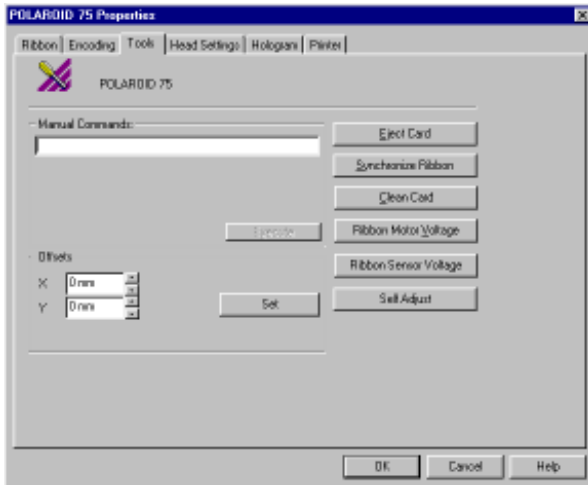 POLAROID 75 Properties
Ribbon Encoding Tools Head Settings Hologram Printer
POLAROID 75
Manual Commands:
Execute
Offsets
X 0 mm
Y 0 mm
Set
Eject Card
Synchronize Ribbon
Clean Card
Ribbon Motor Voltage
Ribbon Sensor Voltage
Self Adjust
OK Cancel Help